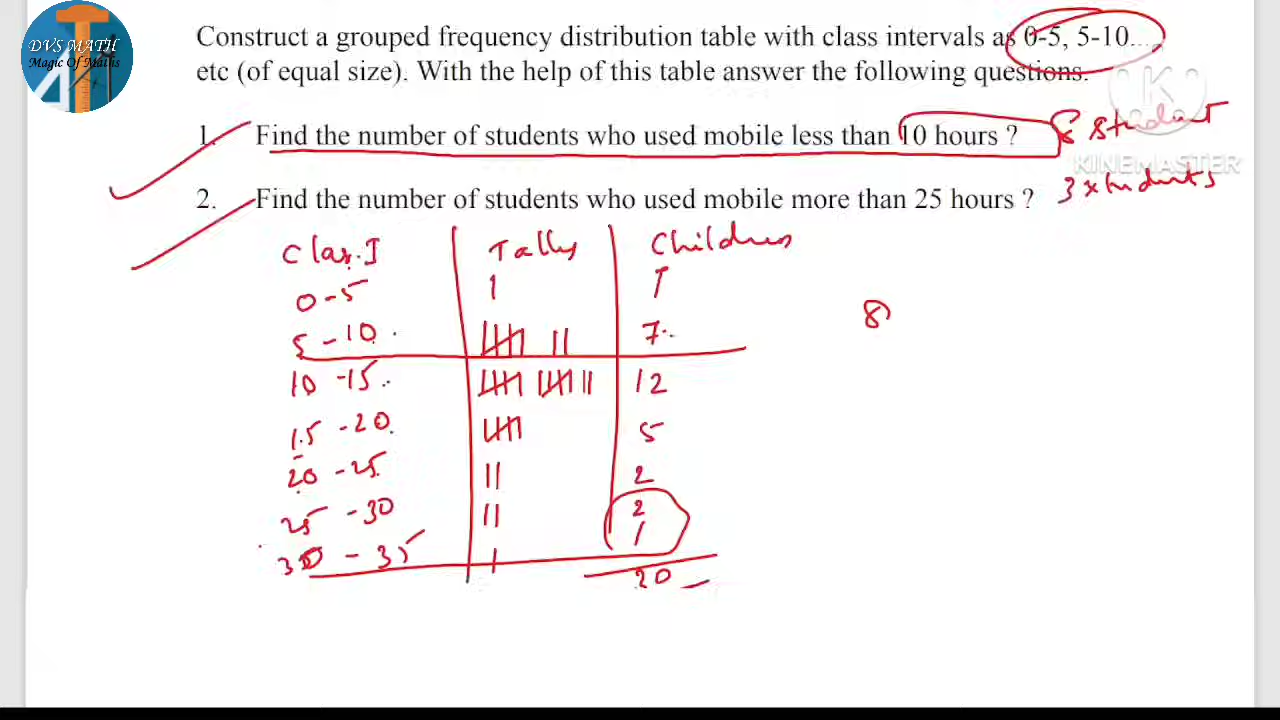 DVS MATH
Magic Of Maths
Construct a grouped frequency distribution table with class intervals as 0-5, 5-10....,
etc (of equal size). With the help of this table answer the following questions.
1. Find the number of students who used mobile less than 10 hours ? 8 student
KINEMASTER
2. Find the number of students who used mobile more than 25 hours ? 3 students
Clas.I Tally Children
0-5 | 1
5-10 |||| || 7
10-15 |||| |||| || 12
15-20 |||| 5
20-25 || 2
25-30 || 2
30-35 | 1
20
8